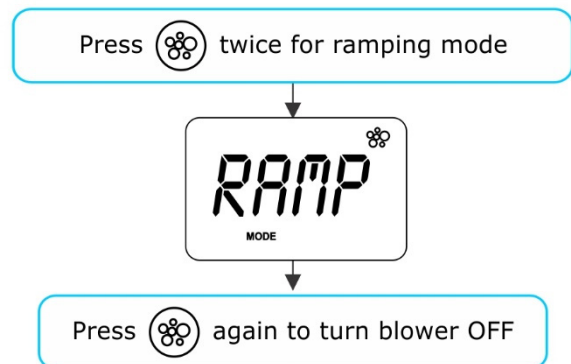 Press twice for ramping mode
RAMP
MODE
Press again to turn blower OFF